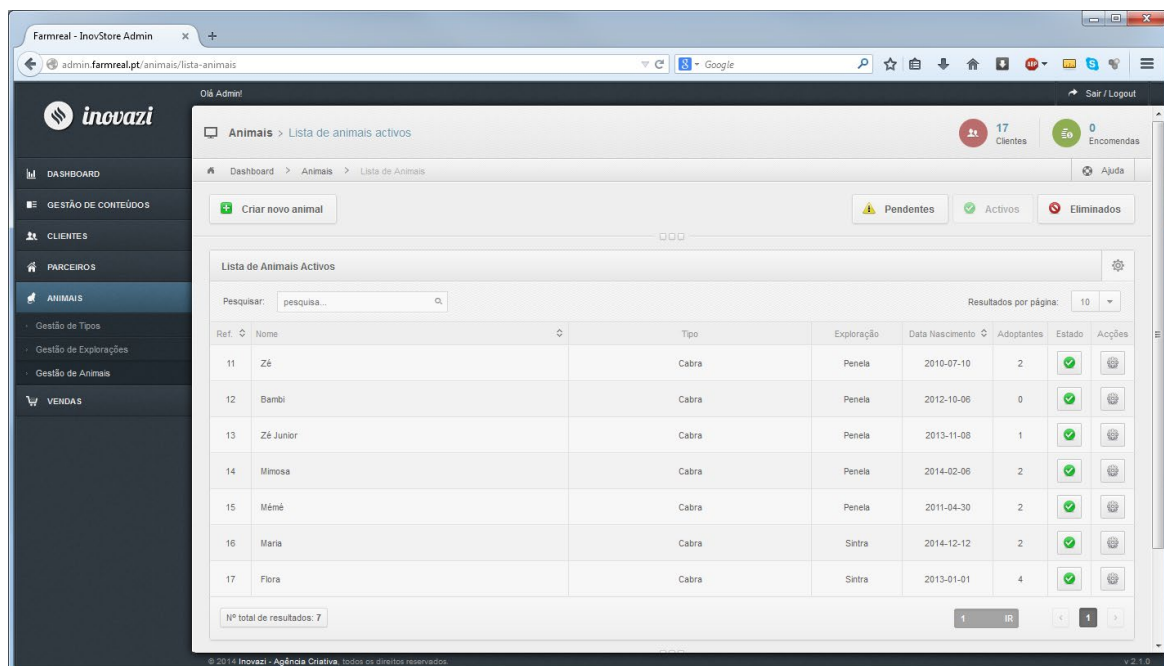 Farmreal - InovStore Admin
admin.farmreal.pt/animais/lista-animais
Google
inovazi
Olá Admin!
Sair / Logout
Animais > Lista de animais activos
17 Clientes
0 Encomendas
Dashboard > Animais > Lista de Animais
Ajuda
DASHBOARD
GESTÃO DE CONTEÚDOS
CLIENTES
PARCEIROS
ANIMAIS
Gestão de Tipos
Gestão de Explorações
Gestão de Animais
VENDAS
Criar novo animal
Pendentes
Activos
Eliminados
Lista de Animais Activos
Pesquisar: pesquisa...
Resultados por página: 10
Ref. Nome Tipo Exploração Data Nascimento Adoptantes Estado Acções
11 Zé Cabra Penela 2010-07-10 2
12 Bambi Cabra Penela 2012-10-06 0
13 Zé Junior Cabra Penela 2013-11-08 1
14 Mimosa Cabra Penela 2014-02-06 2
15 Mémé Cabra Penela 2011-04-30 2
16 Maria Cabra Sintra 2014-12-12 2
17 Flora Cabra Sintra 2013-01-01 4
Nº total de resultados: 7
1 IR
1
© 2014 Inovazi - Agência Criativa, todos os direitos reservados.
v 2.1.0